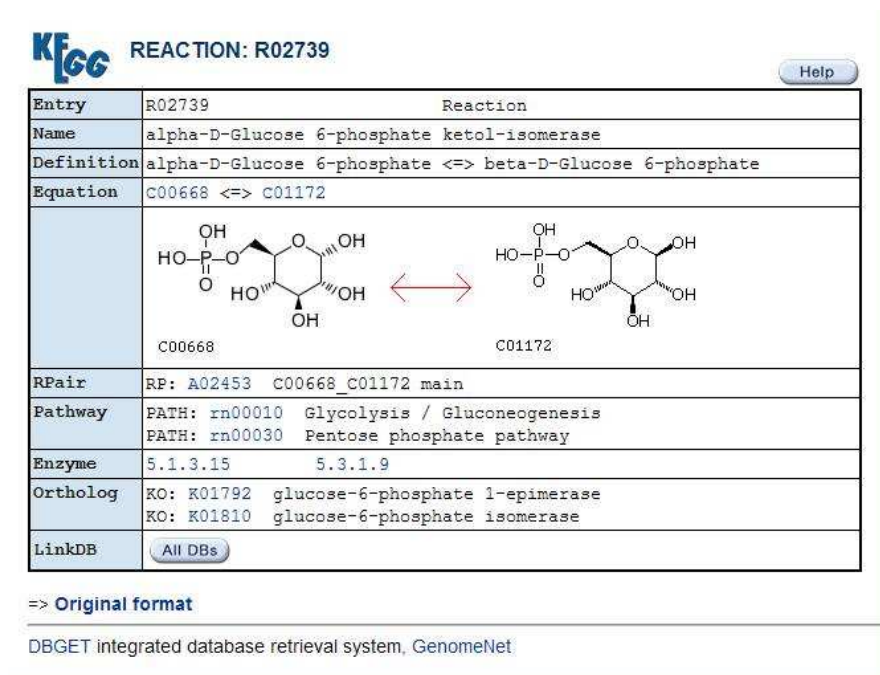 KEGG REACTION: R02739
Help
Entry R02739 Reaction
Name alpha-D-Glucose 6-phosphate ketol-isomerase
Definition alpha-D-Glucose 6-phosphate <=> beta-D-Glucose 6-phosphate
Equation C00668 <=> C01172
OH OH
HO P O O OH HO P O O OH
O HO OH O HO OH
OH OH
C00668 C01172
RPair RP: A02453 C00668_C01172 main
Pathway PATH: rn00010 Glycolysis / Gluconeogenesis
PATH: rn00030 Pentose phosphate pathway
Enzyme 5.1.3.15 5.3.1.9
Ortholog KO: K01792 glucose-6-phosphate 1-epimerase
KO: K01810 glucose-6-phosphate isomerase
LinkDB All DBs
=> Original format
DBGET integrated database retrieval system, GenomeNet